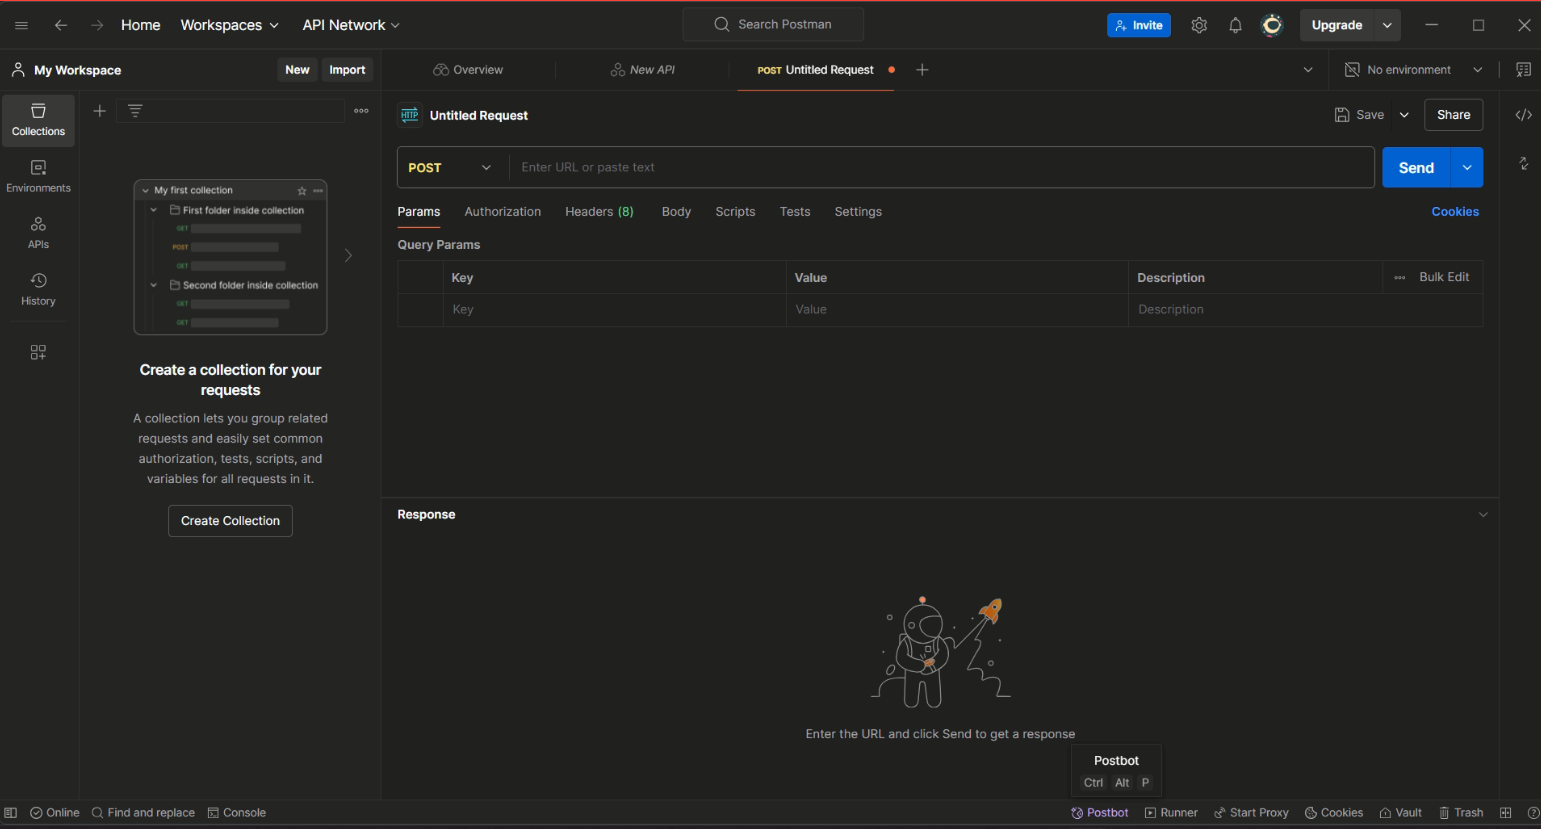 Home Workspaces API Network Search Postman Invite Upgrade
My Workspace New Import Overview New API POST Untitled Request No environment
Collections
Environments
APIs
History
My first collection
First folder inside collection
GET
POST
GET
Second folder inside collection
GET
GET
Create a collection for your
requests
A collection lets you group related
requests and easily set common
authorization, tests, scripts, and
variables for all requests in it.
Create Collection
HTTP Untitled Request Save Share
POST Enter URL or paste text Send
Params Authorization Headers (8) Body Scripts Tests Settings Cookies
Query Params
Key Value Description Bulk Edit
Key Value Description
Response
Enter the URL and click Send to get a response
Postbot
Ctrl Alt P
Online Find and replace Console Postbot Runner Start Proxy Cookies Vault Trash